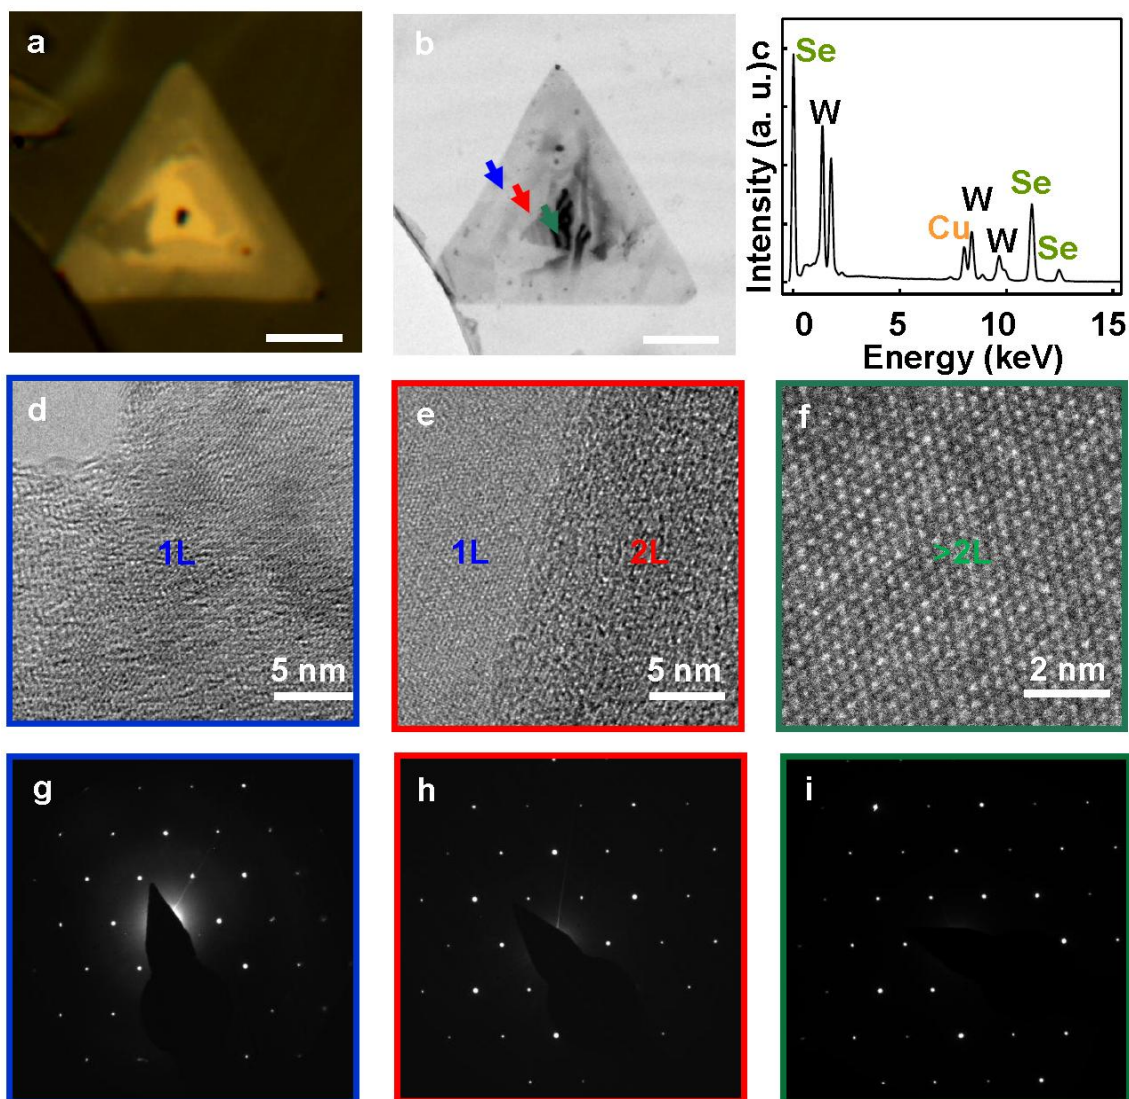 a
b
Intensity (a. u.)c
Se
W
Cu
W
W
Se
Se
0 5 10 15
Energy (keV)
d
1L
5 nm
e
1L
2L
5 nm
f
>2L
2 nm
g
h
i